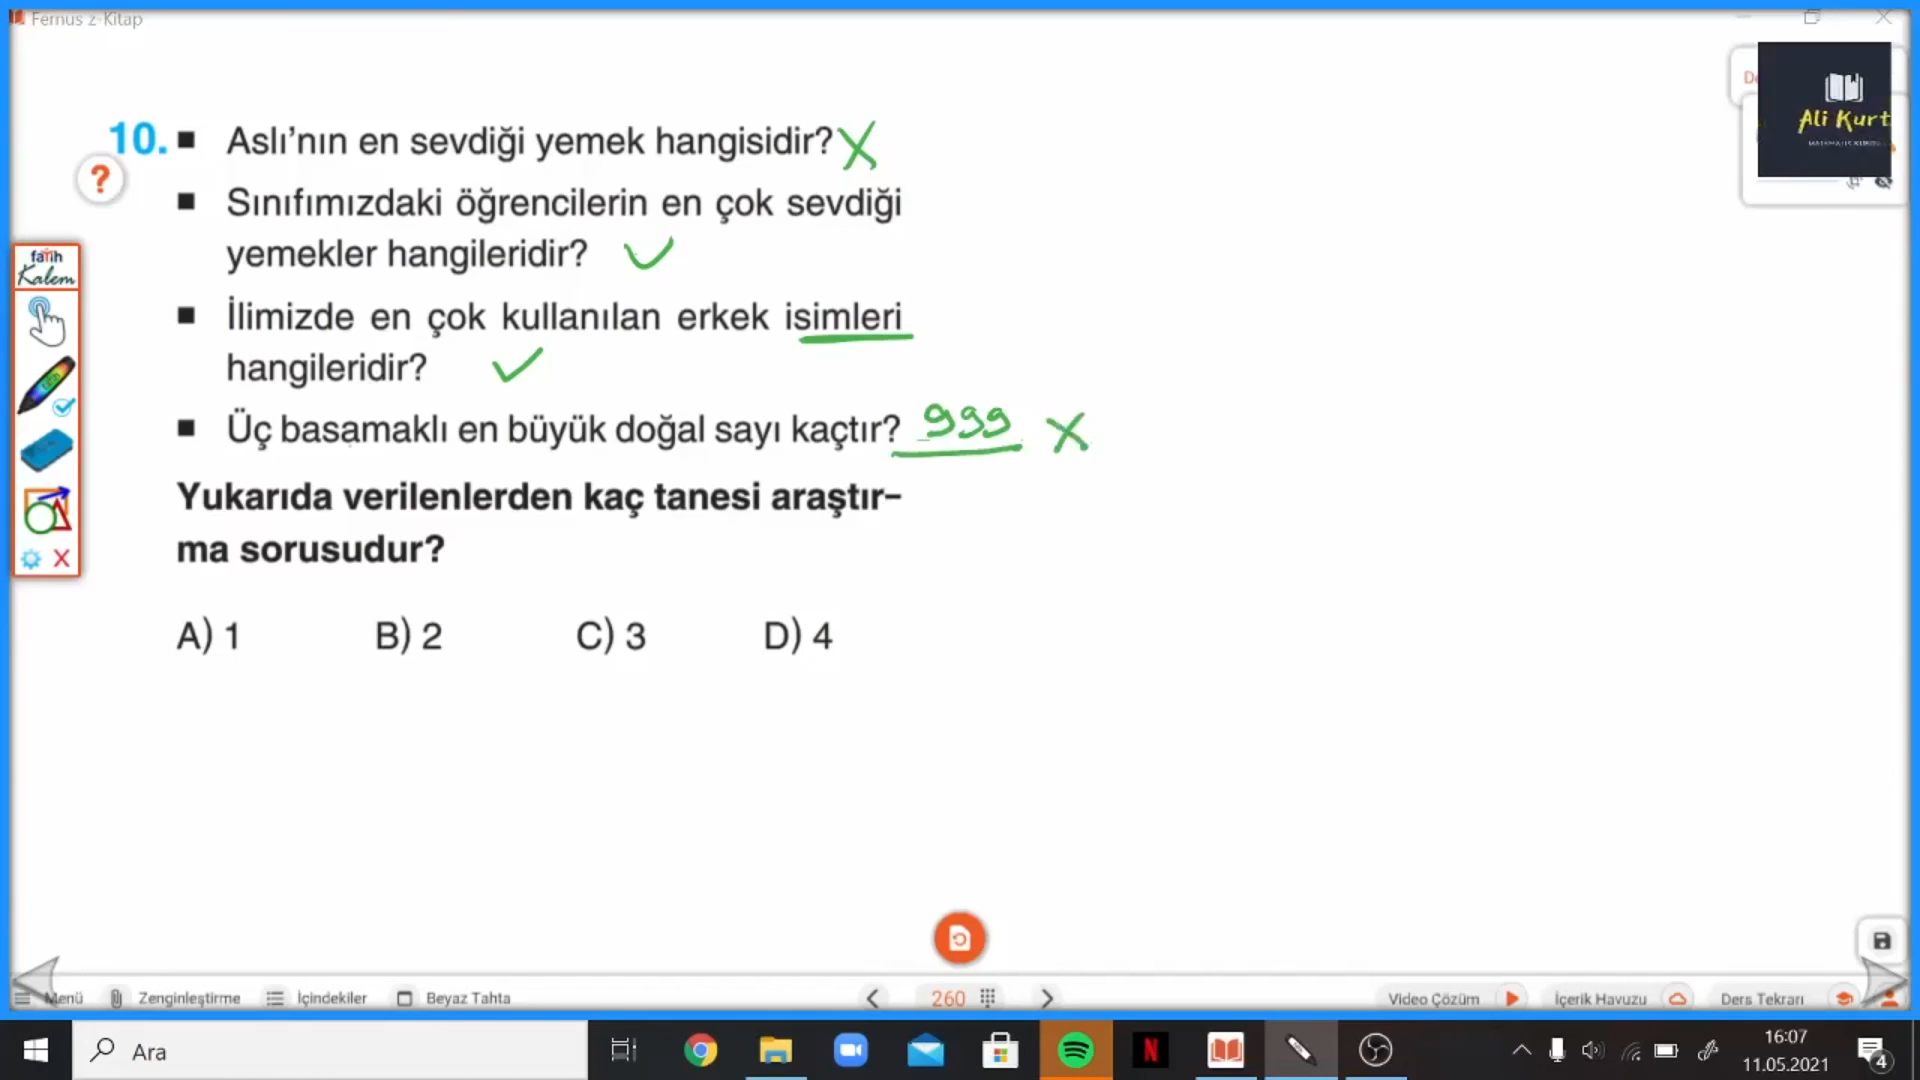 Fernus z-Kitap
Ali Kurt
10. ■ Aslı’nın en sevdiği yemek hangisidir? X
?
■ Sınıfımızdaki öğrencilerin en çok sevdiği
yemekler hangileridir? ✓
fatih
Kalem
■ İlimizde en çok kullanılan erkek isimleri
hangileridir? ✓
■ Üç basamaklı en büyük doğal sayı kaçtır? 999 X
Yukarıda verilenlerden kaç tanesi araştır-
ma sorusudur?
A) 1 B) 2 C) 3 D) 4
Menü Zenginleştirme İçindekiler Beyaz Tahta 260 Video Çözüm İçerik Havuzu Ders Tekrarı
Ara
16:07
11.05.2021
4